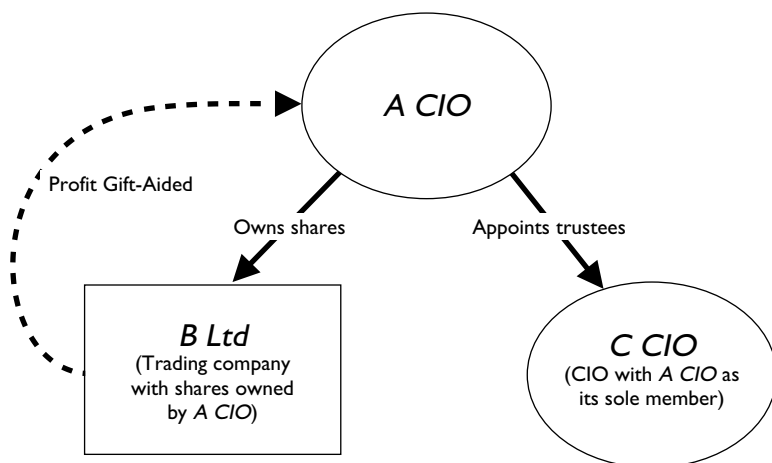 A CIO
Profit Gift-Aided
Owns shares
Appoints trustees
B Ltd
(Trading company
with shares owned
by A CIO)
C CIO
(CIO with A CIO as
its sole member)